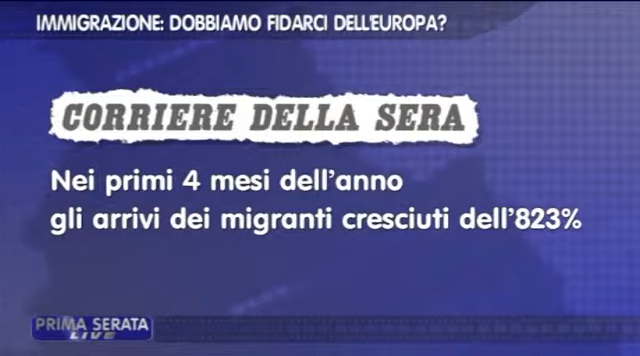 IMMIGRAZIONE: DOBBIAMO FIDARCI DELL'EUROPA?
CORRIERE DELLA SERA
Nei primi 4 mesi dell'anno
gli arrivi dei migranti cresciuti dell'823%
PRIMA SERATA
LIVE